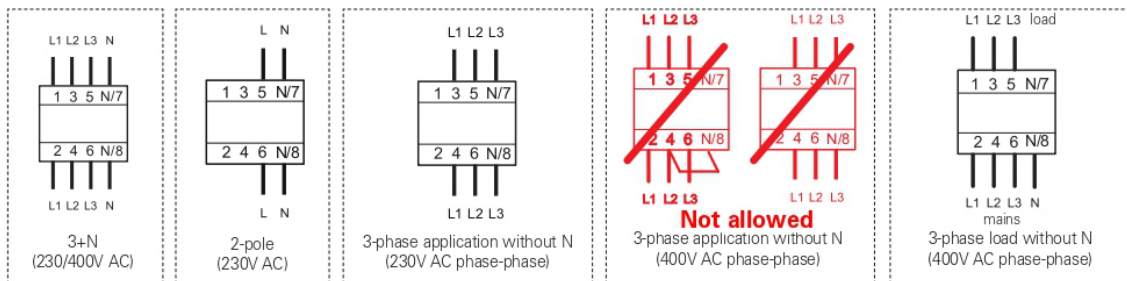 L1 L2 L3 N
1 3 5 N/7
2 4 6 N/8
L1 L2 L3 N
3+N
(230/400V AC)
L N
1 3 5 N/7
2 4 6 N/8
L N
2-pole
(230V AC)
L1 L2 L3
1 3 5 N/7
2 4 6 N/8
L1 L2 L3
3-phase application without N
(230V AC phase-phase)
L1 L2 L3
1 3 5 N/7
2 4 6 N/8
L1 L2 L3
L1 L2 L3
1 3 5 N/7
2 4 6 N/8
L1 L2 L3
Not allowed
3-phase application without N
(400V AC phase-phase)
L1 L2 L3 load
1 3 5 N/7
2 4 6 N/8
L1 L2 L3 N
mains
3-phase load without N
(400V AC phase-phase)